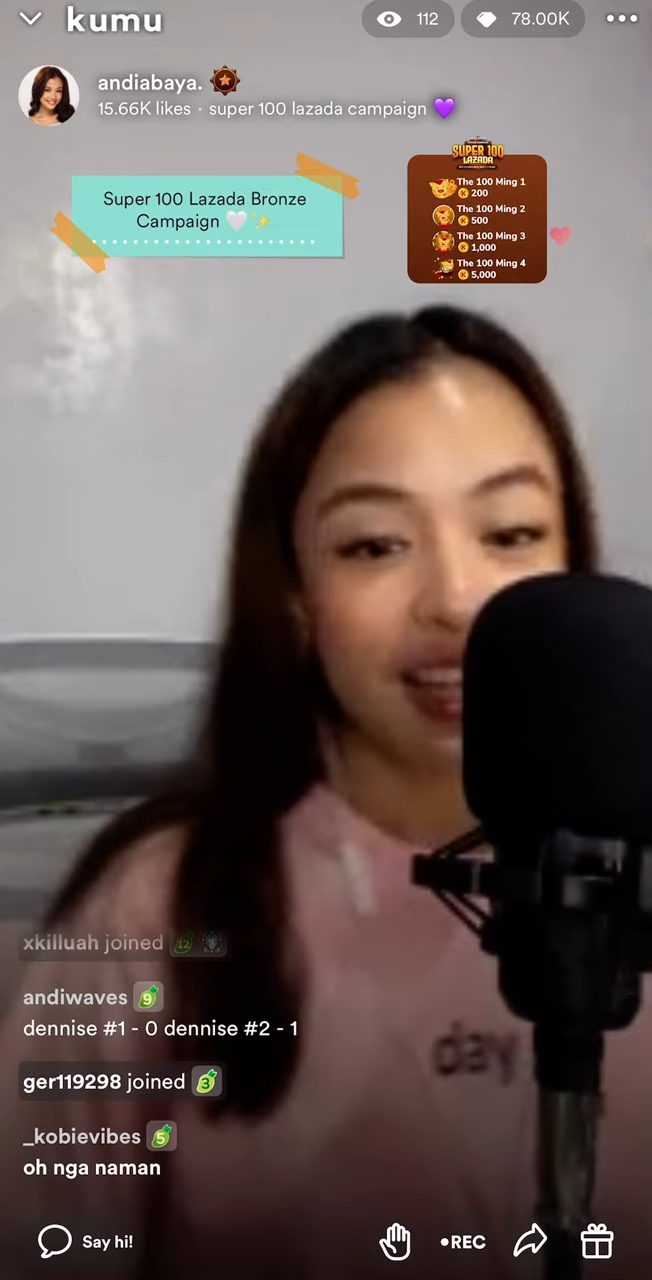 kumu
112
78.00K
andiabaya.
15.66K likes · super 100 lazada campaign 💜
Super 100 Lazada Bronze
Campaign 🤍✨
SUPER 100
LAZADA
The 100 Ming 1
200
The 100 Ming 2
500
The 100 Ming 3
1,000
The 100 Ming 4
5,000
day
xkilluah joined 12
andiwaves 9
dennise #1 - 0 dennise #2 - 1
ger119298 joined 3
_kobievibes 5
oh nga naman
Say hi!
•REC